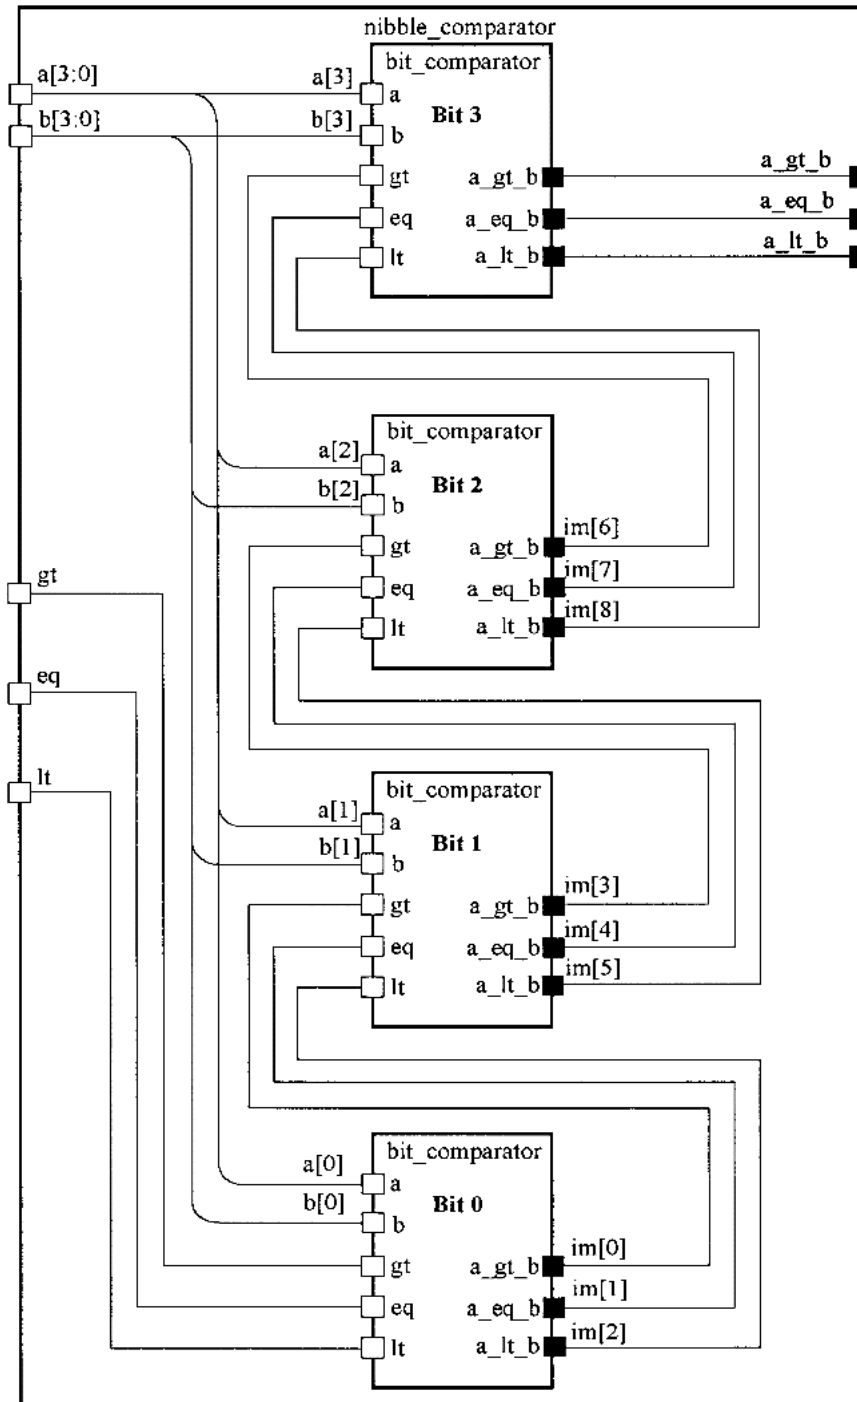 nibble_comparator
bit_comparator
a[3:0] a[3] a
Bit 3
b[3:0] b[3] b
gt a_gt_b a_gt_b
eq a_eq_b a_eq_b
lt a_lt_b a_lt_b
bit_comparator
a[2] a
Bit 2
b[2] b
im[6]
gt a_gt_b
im[7]
gt
eq a_eq_b
im[8]
lt a_lt_b
eq
lt
bit_comparator
a[1] a
Bit 1
b[1] b
im[3]
gt a_gt_b
im[4]
eq a_eq_b
im[5]
lt a_lt_b
bit_comparator
a[0] a
Bit 0
b[0] b
im[0]
gt a_gt_b
im[1]
eq a_eq_b
im[2]
lt a_lt_b